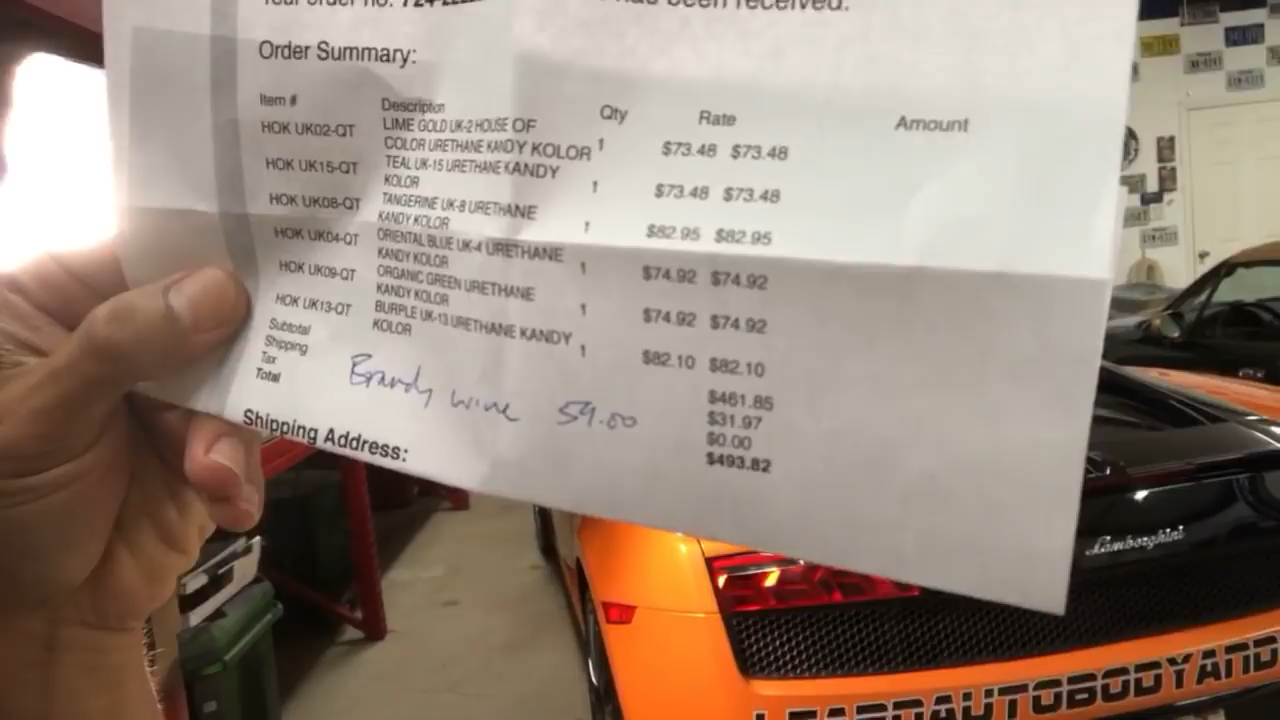 Your order no. has been received.
Order Summary:
Item # Description Qty Rate Amount
HOK UK02-QT LIME GOLD UK-2 HOUSE OF
COLOR URETHANE KANDY KOLOR 1 $73.48 $73.48
HOK UK15-QT TEAL UK-15 URETHANE KANDY
KOLOR 1 $73.48 $73.48
HOK UK08-QT TANGERINE UK-8 URETHANE
KANDY KOLOR 1 $82.95 $82.95
HOK UK04-QT ORIENTAL BLUE UK-4 URETHANE
KANDY KOLOR 1 $74.92 $74.92
HOK UK09-QT ORGANIC GREEN URETHANE
KANDY KOLOR 1 $74.92 $74.92
HOK UK13-QT BURPLE UK-13 URETHANE KANDY
KOLOR 1 $82.10 $82.10
Subtotal $461.85
Shipping $31.97
Tax $0.00
Total $493.82
Brandy wine 59.00
Shipping Address:
Lamborghini
LEARNAUTOBODYAND